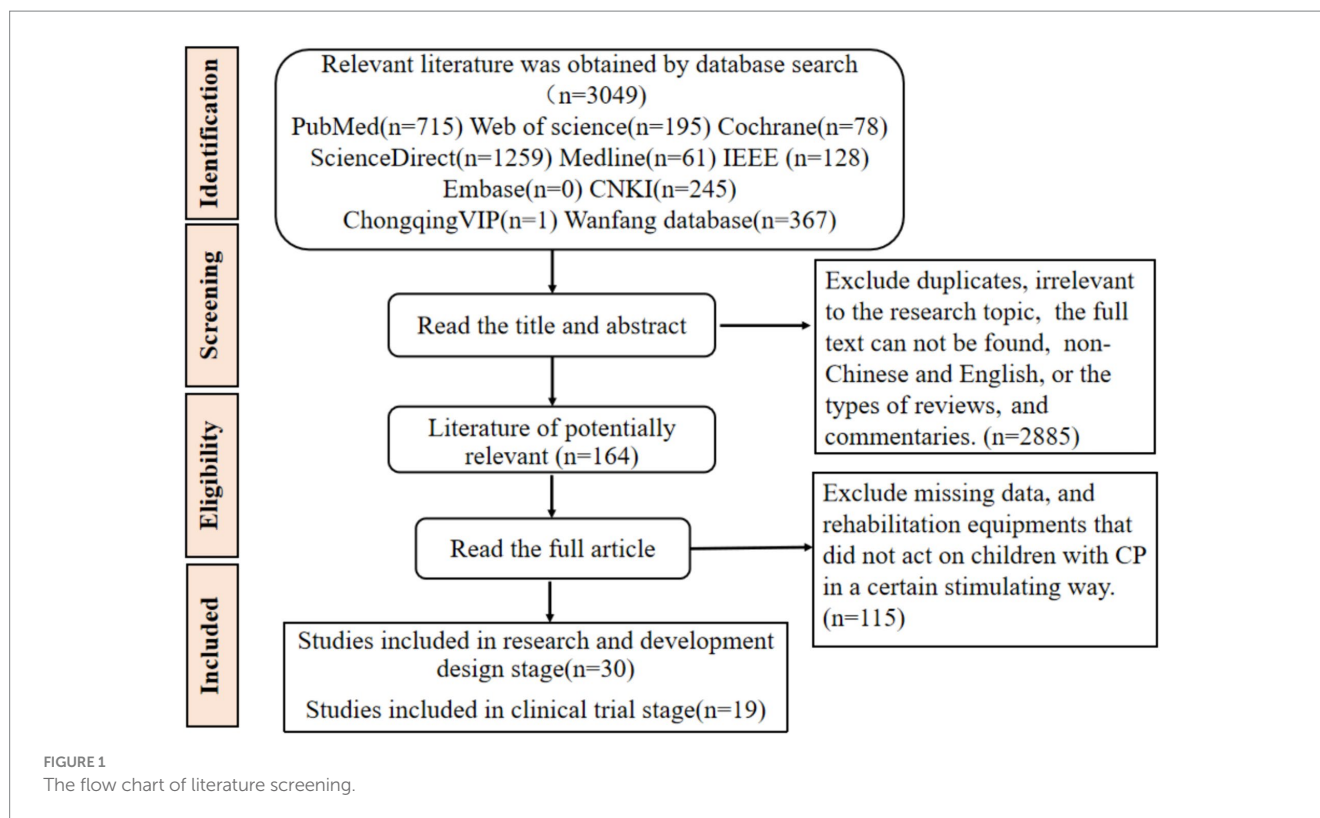 Identification
Relevant literature was obtained by database search
（n=3049)
PubMed(n=715) Web of science(n=195) Cochrane(n=78)
ScienceDirect(n=1259) Medline(n=61) IEEE (n=128)
Embase(n=0) CNKI(n=245)
ChongqingVIP(n=1) Wanfang database(n=367)
Screening
Read the title and abstract
Exclude duplicates, irrelevant
to the research topic, the full
text can not be found, non-
Chinese and English, or the
types of reviews, and
commentaries. (n=2885)
Eligibility
Literature of potentially
relevant (n=164)
Read the full article
Exclude missing data, and
rehabilitation equipments that
did not act on children with CP
in a certain stimulating way.
(n=115)
Included
Studies included in research and development
design stage(n=30)
Studies included in clinical trial stage(n=19)
FIGURE 1
The flow chart of literature screening.